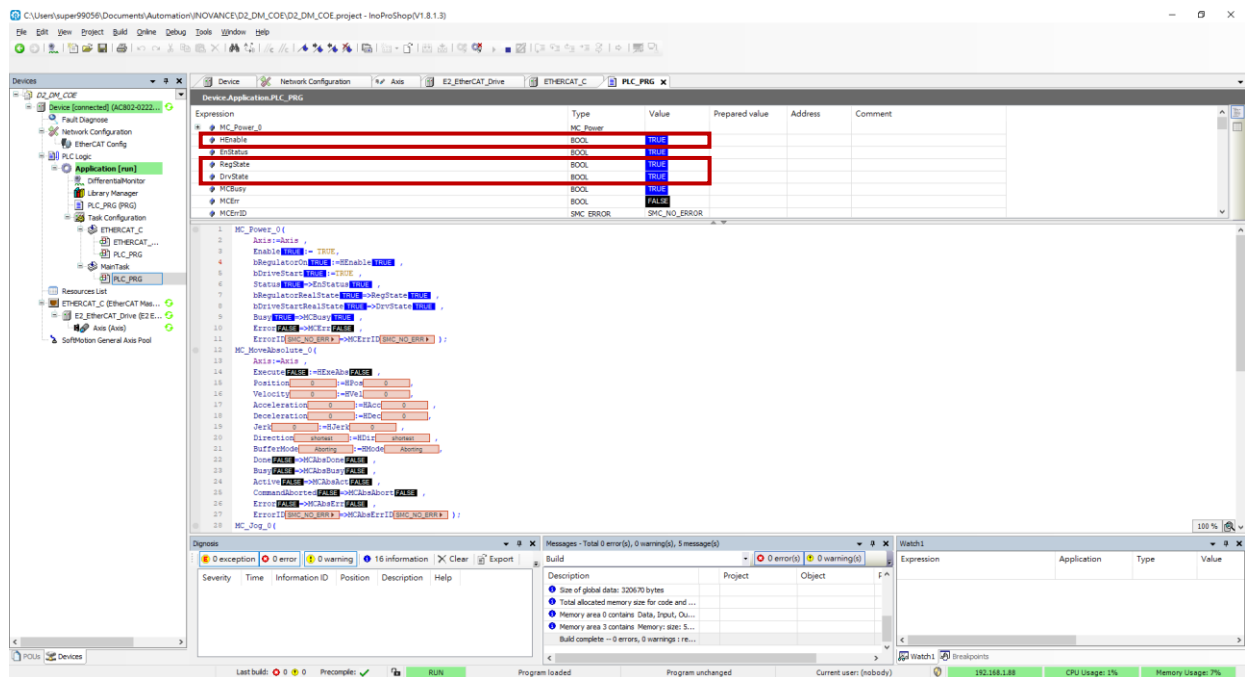 C:\Users\super99056\Documents\Automation\INOVANCE\D2_DM_COE\D2_DM_COE.project - InoProShop(V1.8.1.3)
File Edit View Project Build Online Debug Tools Window Help
Devices
D2_DM_COE
Device [connected] (AC802-0222...
Fault Diagnose
Network Configuration
EtherCAT Config
PLC Logic
Application [run]
DifferentialMonitor
Library Manager
PLC_PRG (PRG)
Task Configuration
ETHERCAT_C
ETHERCAT_...
PLC_PRG
MainTask
PLC_PRG
Resources List
ETHERCAT_C (EtherCAT Mas...
E2_EtherCAT_Drive (E2 E...
Axis (Axis)
SoftMotion General Axis Pool
POUs Devices
Device Network Configuration Axis E2_EtherCAT_Drive ETHERCAT_C PLC_PRG
Device.Application.PLC_PRG
Expression Type Value Prepared value Address Comment
MC_Power_0 MC_Power
HEnable BOOL TRUE
EnStatus BOOL TRUE
RegState BOOL TRUE
DrvState BOOL TRUE
MCBusy BOOL TRUE
MCErr BOOL FALSE
MCErrID SMC_ERROR SMC_NO_ERROR
1 MC_Power_0(
2 Axis:=Axis ,
3 Enable TRUE := TRUE,
4 bRegulatorOn TRUE :=HEnable TRUE ,
5 bDriveStart TRUE :=TRUE ,
6 Status TRUE =>EnStatus TRUE ,
7 bRegulatorRealState TRUE =>RegState TRUE ,
8 bDriveStartRealState TRUE =>DrvState TRUE ,
9 Busy TRUE =>MCBusy TRUE ,
10 Error FALSE =>MCErr FALSE ,
11 ErrorID SMC_NO_ERR =>MCErrID SMC_NO_ERR );
12 MC_MoveAbsolute_0(
13 Axis:=Axis ,
14 Execute FALSE :=HExeAbs FALSE ,
15 Position 0 :=HPos 0 ,
16 Velocity 0 :=HVel 0 ,
17 Acceleration 0 :=HAcc 0 ,
18 Deceleration 0 :=HDec 0 ,
19 Jerk 0 :=HJerk 0 ,
20 Direction shortest :=HDir shortest ,
21 BufferMode Aborting :=HMode Aborting ,
22 Done FALSE =>MCAbsDone FALSE ,
23 Busy FALSE =>MCAbsBusy FALSE ,
24 Active FALSE =>MCAbsAct FALSE ,
25 CommandAborted FALSE =>MCAbsAbort FALSE ,
26 Error FALSE =>MCAbsErr FALSE ,
27 ErrorID SMC_NO_ERR =>MCAbsErrID SMC_NO_ERR );
28 MC_Jog_0(
100 %
Dignosis
0 exception 0 error 0 warning 16 information Clear Export
Severity Time Information ID Position Description Help
Messages - Total 0 error(s), 0 warning(s), 5 message(s)
Build 0 error(s) 0 warning(s)
Description Project Object
Size of global data: 320670 bytes
Total allocated memory size for code and ...
Memory area 0 contains Data, Input, Ou...
Memory area 3 contains Memory: size: 5...
Build complete -- 0 errors, 0 warnings : re...
Watch1
Expression Application Type Value
Watch1 Breakpoints
Last build: 0 0 Precompile: RUN Program loaded Program unchanged Current user: (nobody) 192.168.1.88 CPU Usage: 1% Memory Usage: 7%